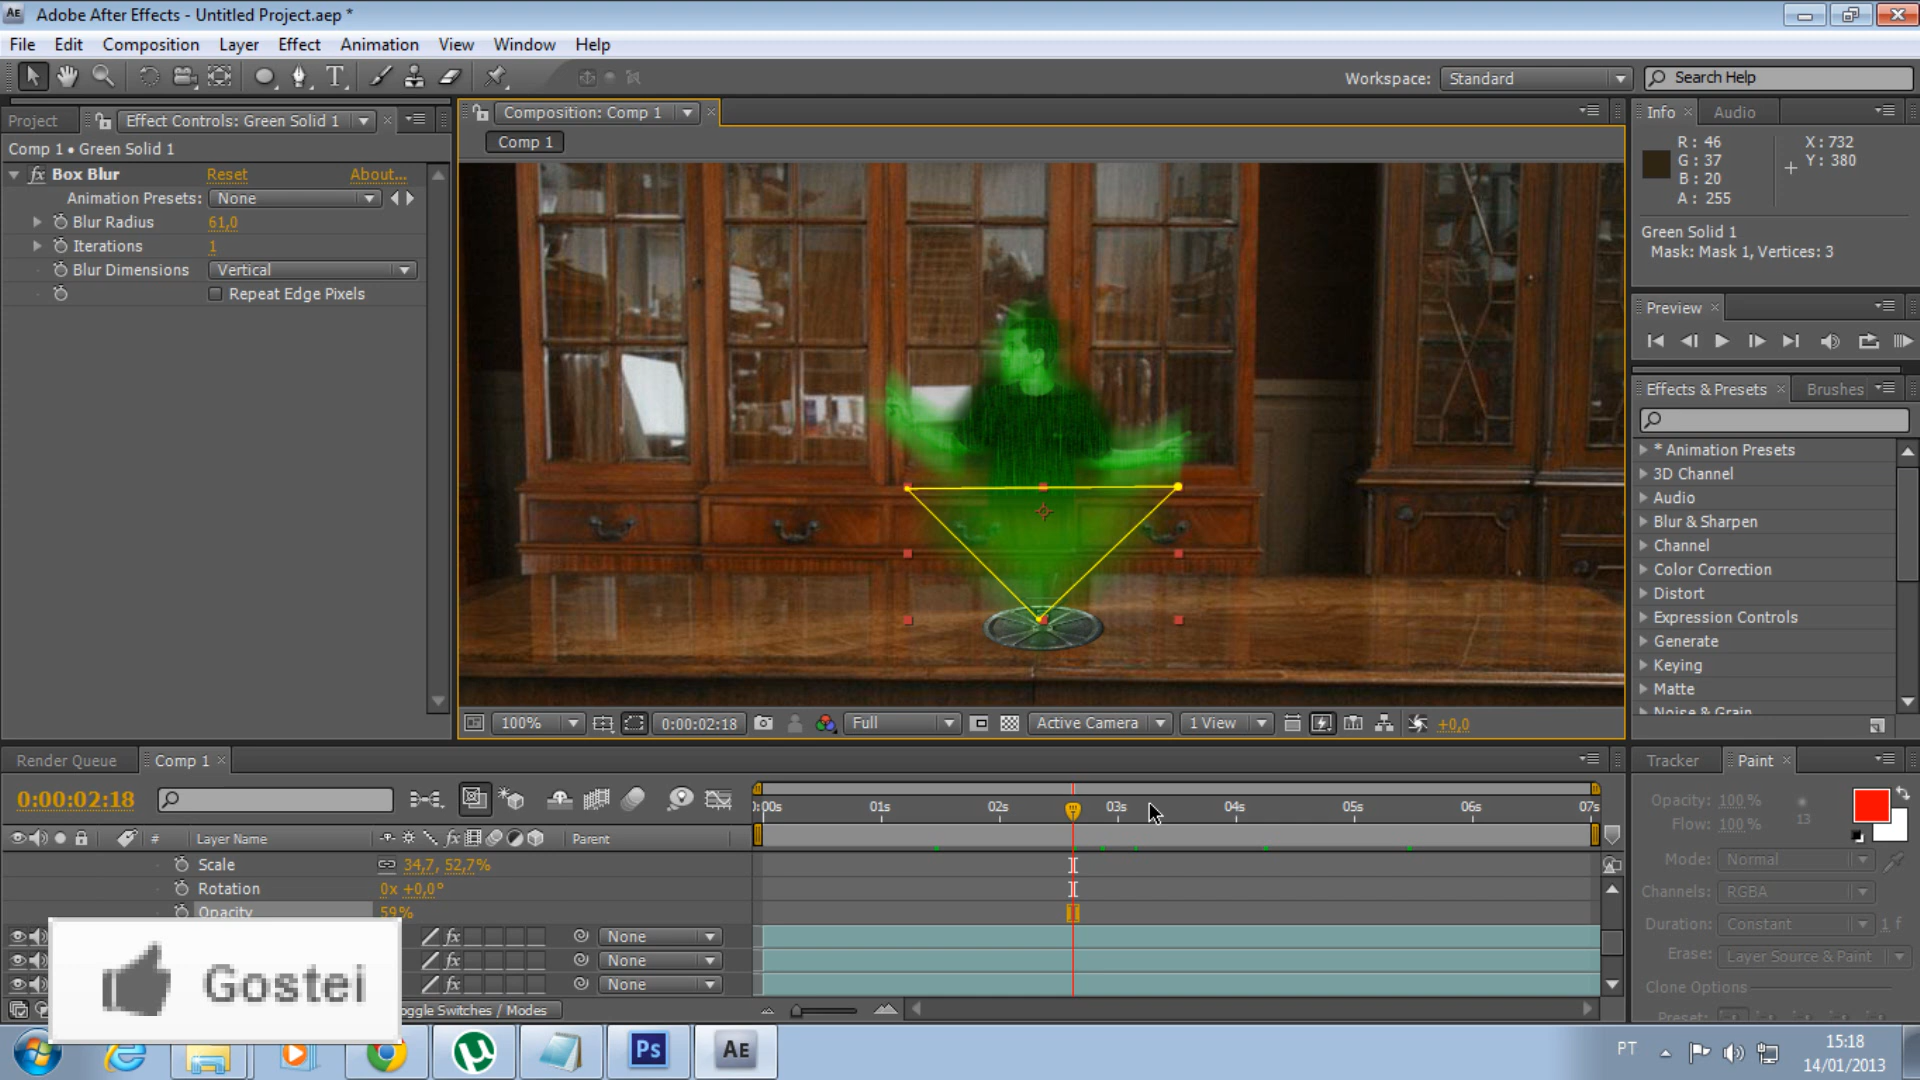 AE Adobe After Effects - Untitled Project.aep *
File Edit Composition Layer Effect Animation View Window Help
Workspace: Standard Search Help
Project Effect Controls: Green Solid 1
Comp 1 • Green Solid 1
fx Box Blur Reset About...
Animation Presets: None
Blur Radius 61,0
Iterations 1
Blur Dimensions Vertical
Repeat Edge Pixels
Composition: Comp 1
Comp 1
100% 0:00:02:18 Full Active Camera 1 View +0,0
Info Audio
R: 46 X: 732
G: 37 Y: 380
B: 20
A: 255
Green Solid 1
Mask: Mask 1, Vertices: 3
Preview
Effects & Presets Brushes
* Animation Presets
3D Channel
Audio
Blur & Sharpen
Channel
Color Correction
Distort
Expression Controls
Generate
Keying
Matte
Noise & Grain
Render Queue Comp 1
0:00:02:18
:00s 01s 02s 03s 04s 05s 06s 07s
# Layer Name fx Parent
Scale 34,7, 52,7%
Rotation 0x +0,0°
Opacity 59%
fx None
fx None
fx None
oggle Switches / Modes
Gostei
Tracker Paint
Opacity: 100 %
Flow: 100 % 13
Mode: Normal
Channels: RGBA
Duration: Constant 1 f
Erase: Layer Source & Paint
Clone Options
Preset:
Ps AE
PT 15:18
14/01/2013